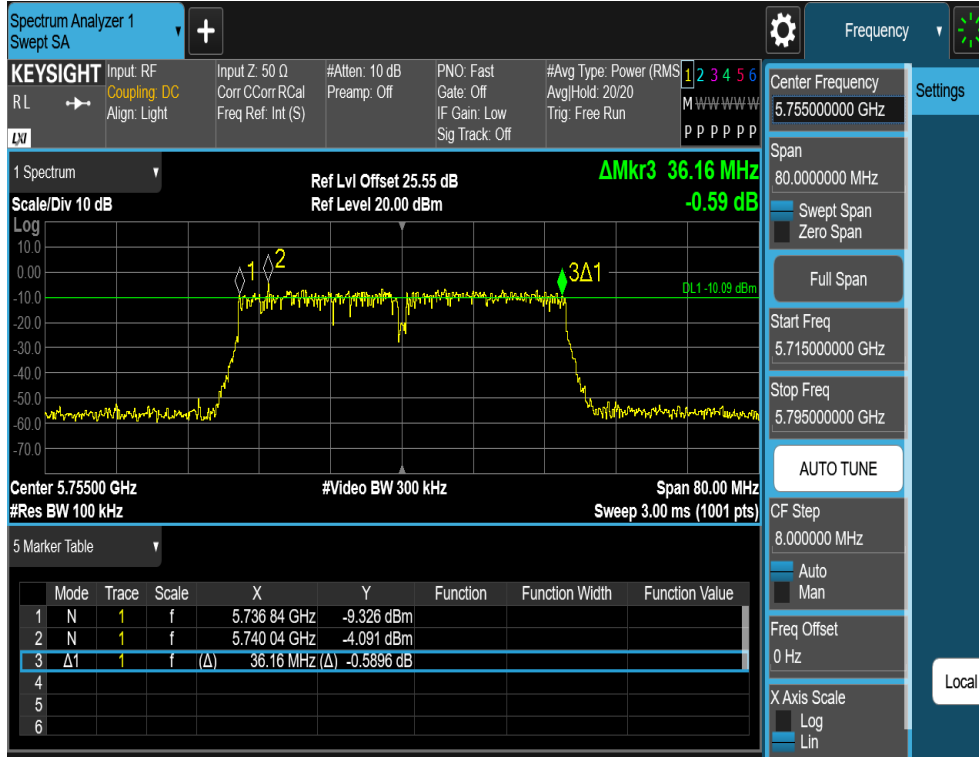 Spectrum Analyzer 1
Swept SA
+
Frequency
KEYSIGHT
R L
LXI
Input: RF
Coupling: DC
Align: Light
Input Z: 50 Ω
Corr CCorr RCal
Freq Ref: Int (S)
#Atten: 10 dB
Preamp: Off
PNO: Fast
Gate: Off
IF Gain: Low
Sig Track: Off
#Avg Type: Power (RMS
Avg|Hold: 20/20
Trig: Free Run
1 2 3 4 5 6
M W W W W W
P P P P P P
1 Spectrum
Scale/Div 10 dB
Ref Lvl Offset 25.55 dB
Ref Level 20.00 dBm
ΔMkr3 36.16 MHz
-0.59 dB
Log
10.0
0.00
-10.0
-20.0
-30.0
-40.0
-50.0
-60.0
-70.0
1
2
3Δ1
DL1 -10.09 dBm
Center 5.75500 GHz
#Res BW 100 kHz
#Video BW 300 kHz
Span 80.00 MHz
Sweep 3.00 ms (1001 pts)
5 Marker Table
Mode Trace Scale X Y Function Function Width Function Value
1 N 1 f 5.736 84 GHz -9.326 dBm
2 N 1 f 5.740 04 GHz -4.091 dBm
3 Δ1 1 f (Δ) 36.16 MHz (Δ) -0.5896 dB
4
5
6
Center Frequency
5.755000000 GHz
Span
80.0000000 MHz
Swept Span
Zero Span
Full Span
Start Freq
5.715000000 GHz
Stop Freq
5.795000000 GHz
AUTO TUNE
CF Step
8.000000 MHz
Auto
Man
Freq Offset
0 Hz
X Axis Scale
Log
Lin
Settings
Local